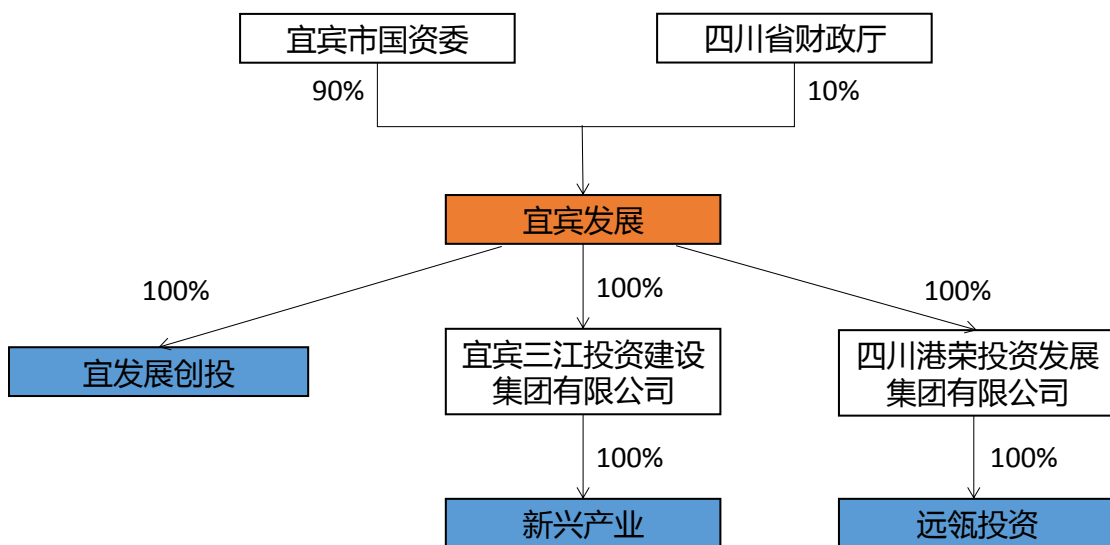 宜宾市国资委
四川省财政厅
90%
10%
宜宾发展
100%
100%
100%
宜发展创投
宜宾三江投资建设
集团有限公司
四川港荣投资发展
集团有限公司
100%
100%
新兴产业
远瓴投资